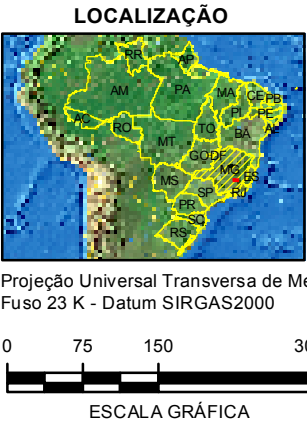 LOCALIZAÇÃO
RR AP
AM PA MA CE PB
PI PE
AC RO TO BA
MT
GO DF
MS MG ES
SP RJ
PR
SC
RS
Projeção Universal Transversa de Me
Fuso 23 K - Datum SIRGAS2000
0 75 150 30
ESCALA GRÁFICA